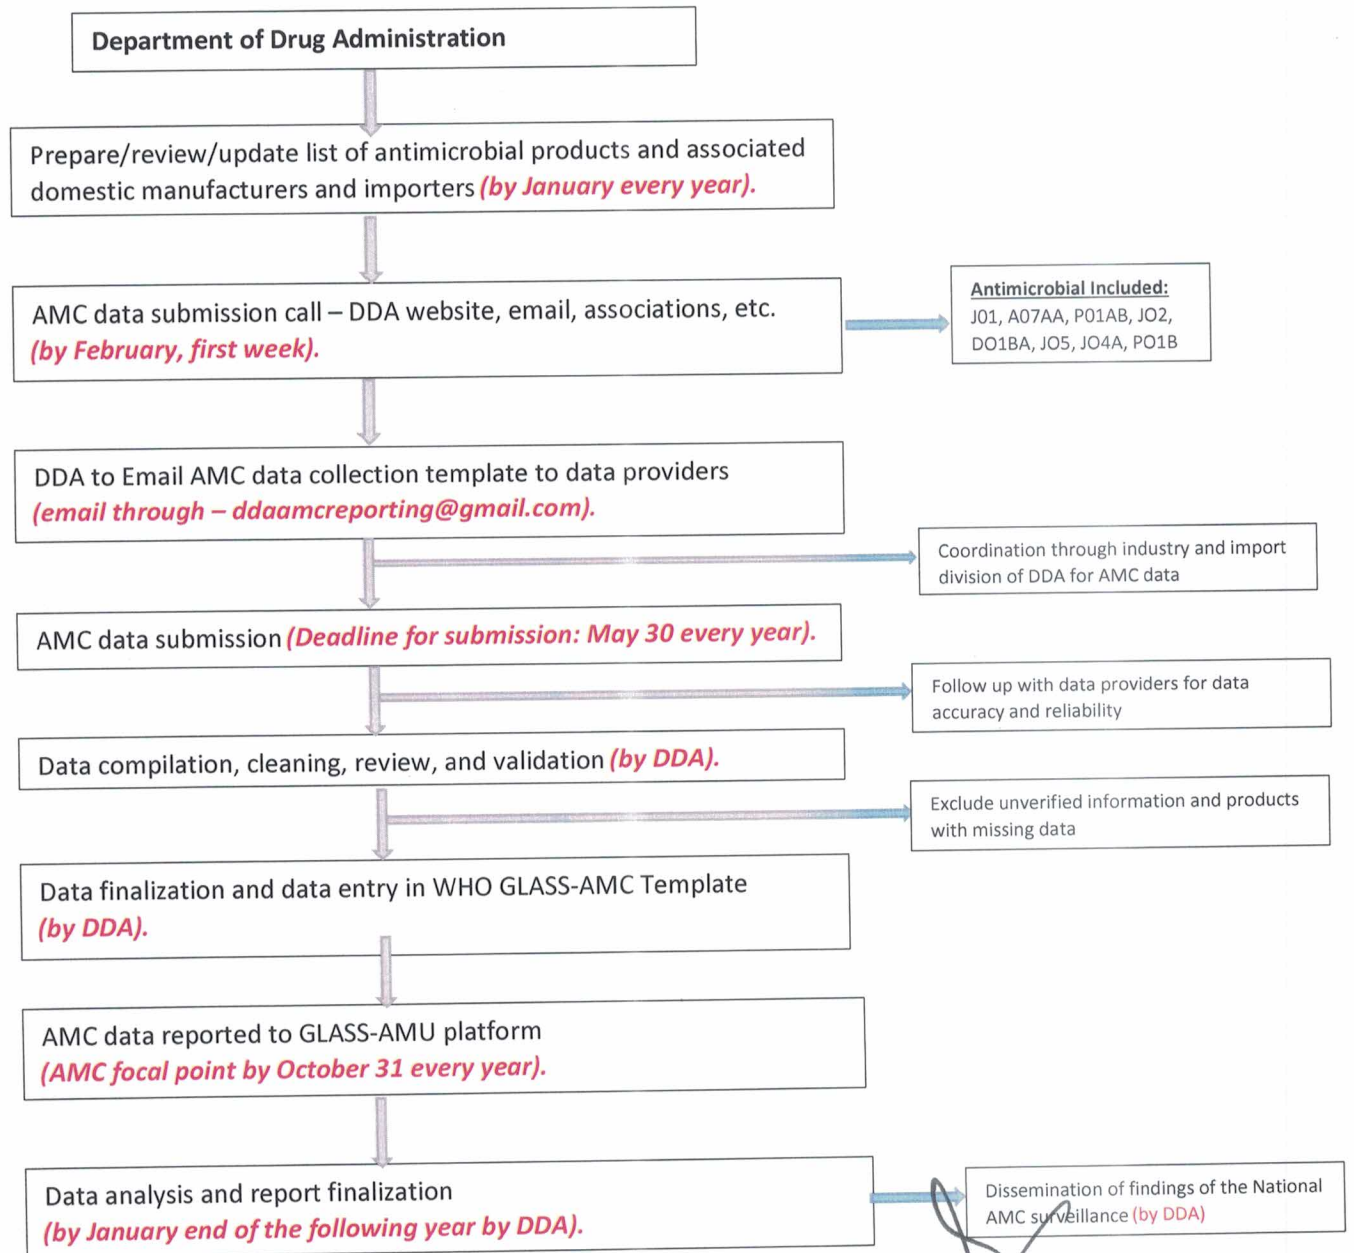 Department of Drug Administration
Prepare/review/update list of antimicrobial products and associated
domestic manufacturers and importers (by January every year).
AMC data submission call – DDA website, email, associations, etc.
(by February, first week).
Antimicrobial Included:
J01, A07AA, P01AB, JO2,
DO1BA, JO5, JO4A, PO1B
DDA to Email AMC data collection template to data providers
(email through – ddaamcreporting@gmail.com).
Coordination through industry and import
division of DDA for AMC data
AMC data submission (Deadline for submission: May 30 every year).
Follow up with data providers for data
accuracy and reliability
Data compilation, cleaning, review, and validation (by DDA).
Exclude unverified information and products
with missing data
Data finalization and data entry in WHO GLASS-AMC Template
(by DDA).
AMC data reported to GLASS-AMU platform
(AMC focal point by October 31 every year).
Data analysis and report finalization
(by January end of the following year by DDA).
Dissemination of findings of the National
AMC surveillance (by DDA)